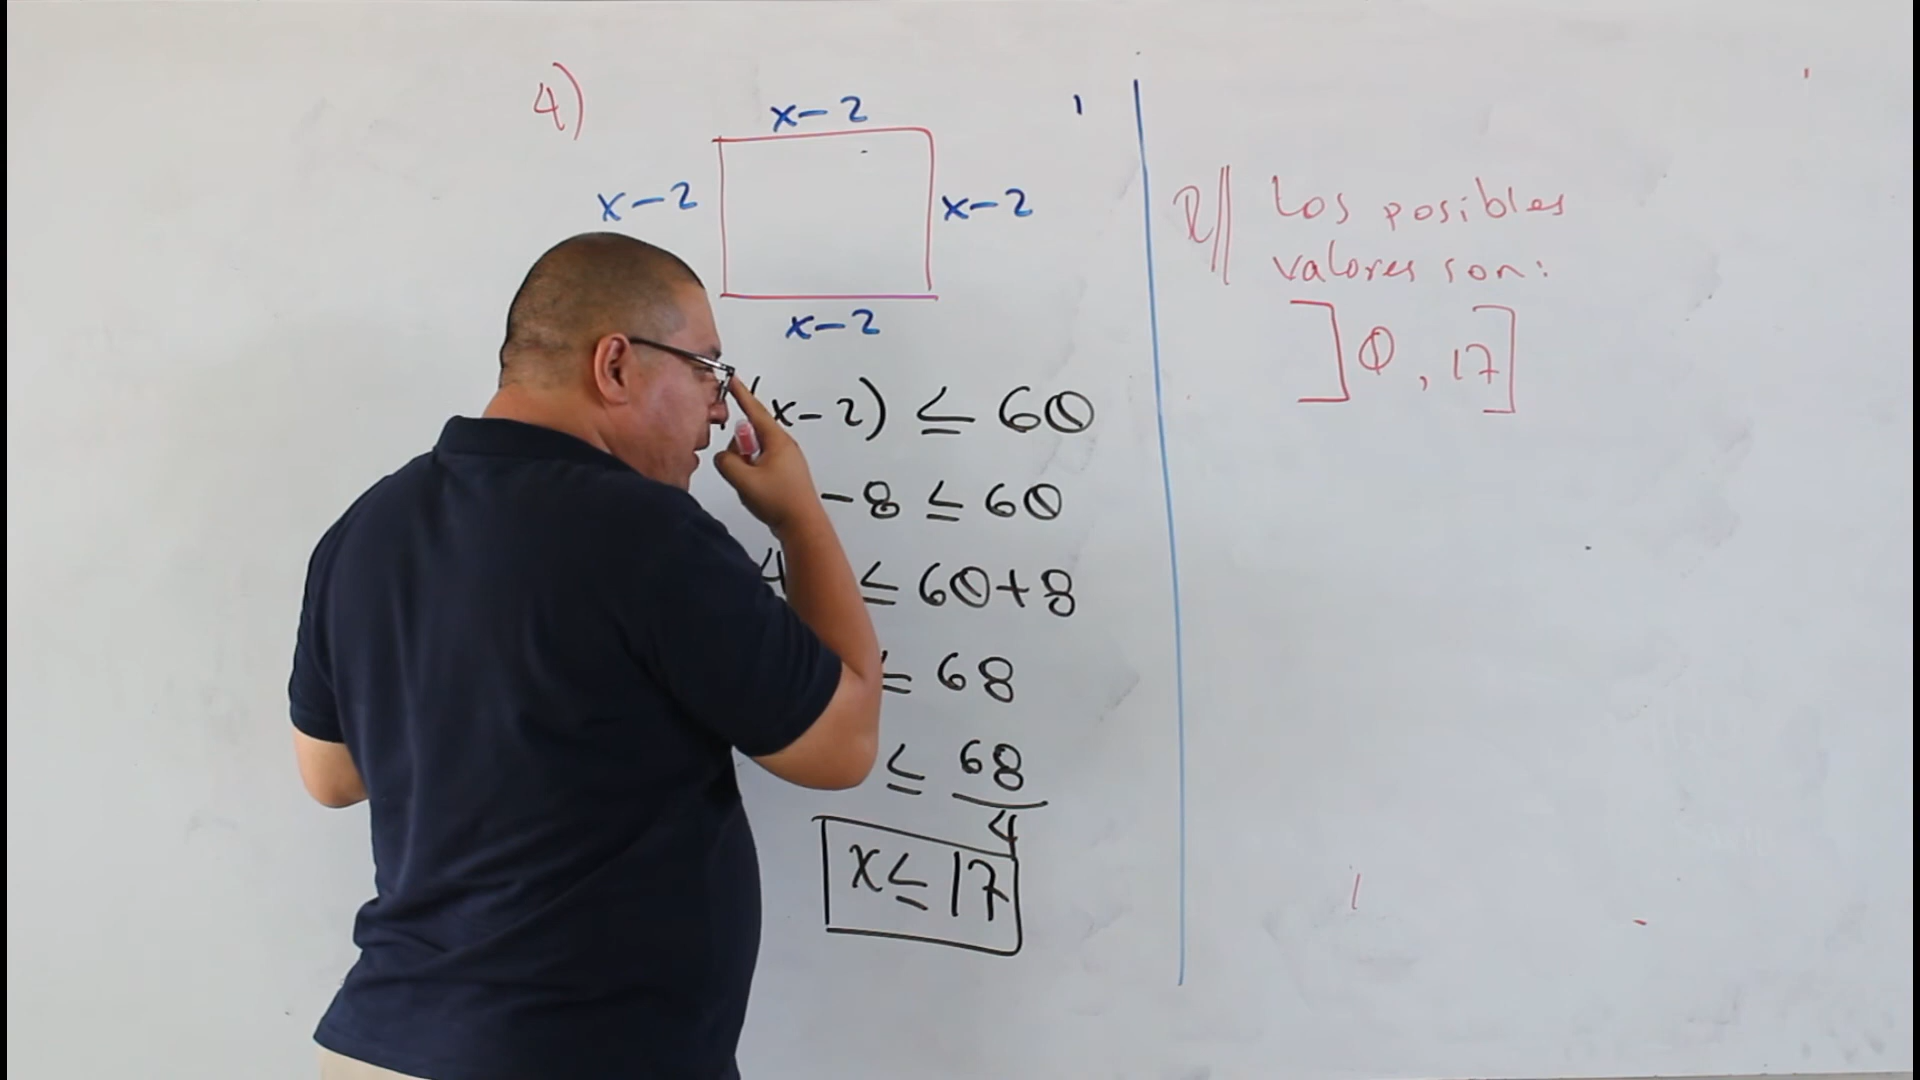 4)
x-2
x-2
x-2
x-2
(x-2) ≤ 60
-8 ≤ 60
4 ≤ 60+8
≤ 68
≤ 68/4
x ≤ 17
R// Los posibles
valores son:
]0, 17]